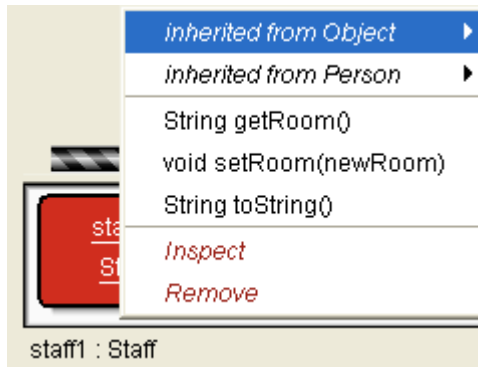 inherited from Object
inherited from Person
String getRoom()
void setRoom(newRoom)
String toString()
Inspect
Remove
staff1 : Staff